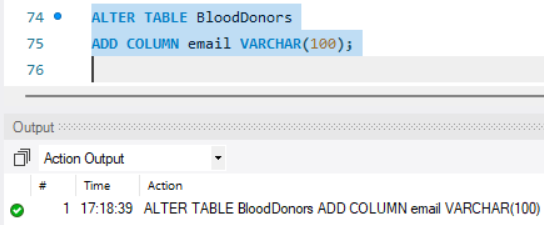 74 ALTER TABLE BloodDonors
75 ADD COLUMN email VARCHAR(100);
76
Output
Action Output
# Time Action
1 17:18:39 ALTER TABLE BloodDonors ADD COLUMN email VARCHAR(100)